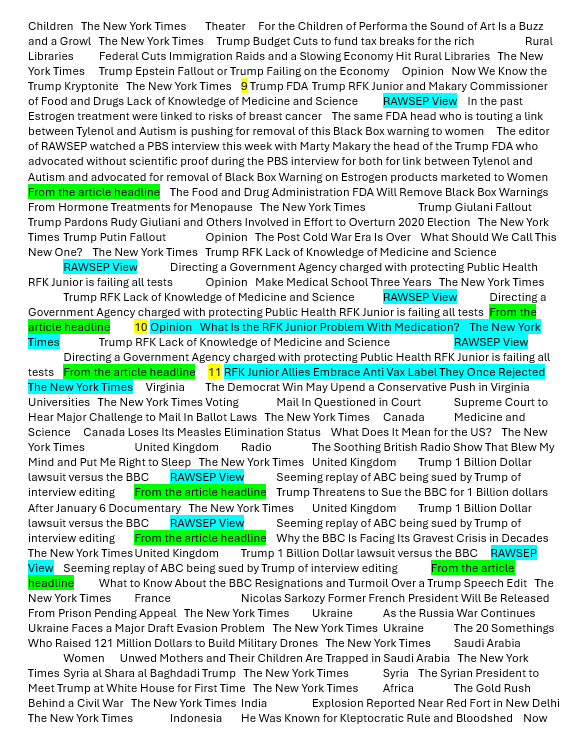 Children The New York Times Theater For the Children of Performa the Sound of Art Is a Buzz
and a Growl The New York Times Trump Budget Cuts to fund tax breaks for the rich Rural
Libraries Federal Cuts Immigration Raids and a Slowing Economy Hit Rural Libraries The New
York Times Trump Epstein Fallout or Trump Failing on the Economy Opinion Now We Know the
Trump Kryptonite The New York Times 9 Trump FDA Trump RFK Junior and Makary Commissioner
of Food and Drugs Lack of Knowledge of Medicine and Science RAWSEP View In the past
Estrogen treatment were linked to risks of breast cancer The same FDA head who is touting a link
between Tylenol and Autism is pushing for removal of this Black Box warning to women The editor
of RAWSEP watched a PBS interview this week with Marty Makary the head of the Trump FDA who
advocated without scientific proof during the PBS interview for both for link between Tylenol and
Autism and advocated for removal of Black Box Warning on Estrogen products marketed to Women
From the article headline The Food and Drug Administration FDA Will Remove Black Box Warnings
From Hormone Treatments for Menopause The New York Times Trump Giulani Fallout
Trump Pardons Rudy Giuliani and Others Involved in Effort to Overturn 2020 Election The New York
Times Trump Putin Fallout Opinion The Post Cold War Era Is Over What Should We Call This
New One? The New York Times Trump RFK Lack of Knowledge of Medicine and Science
RAWSEP View Directing a Government Agency charged with protecting Public Health
RFK Junior is failing all tests Opinion Make Medical School Three Years The New York Times
Trump RFK Lack of Knowledge of Medicine and Science RAWSEP View Directing a
Government Agency charged with protecting Public Health RFK Junior is failing all tests From the
article headline 10 Opinion What Is the RFK Junior Problem With Medication? The New York
Times Trump RFK Lack of Knowledge of Medicine and Science RAWSEP View
Directing a Government Agency charged with protecting Public Health RFK Junior is failing all
tests From the article headline 11 RFK Junior Allies Embrace Anti Vax Label They Once Rejected
The New York Times Virginia The Democrat Win May Upend a Conservative Push in Virginia
Universities The New York Times Voting Mail In Questioned in Court Supreme Court to
Hear Major Challenge to Mail In Ballot Laws The New York Times Canada Medicine and
Science Canada Loses Its Measles Elimination Status What Does It Mean for the US? The New
York Times United Kingdom Radio The Soothing British Radio Show That Blew My
Mind and Put Me Right to Sleep The New York Times United Kingdom Trump 1 Billion Dollar
lawsuit versus the BBC RAWSEP View Seeming replay of ABC being sued by Trump of
interview editing From the article headline Trump Threatens to Sue the BBC for 1 Billion dollars
After January 6 Documentary The New York Times United Kingdom Trump 1 Billion Dollar
lawsuit versus the BBC RAWSEP View Seeming replay of ABC being sued by Trump of
interview editing From the article headline Why the BBC Is Facing Its Gravest Crisis in Decades
The New York Times United Kingdom Trump 1 Billion Dollar lawsuit versus the BBC RAWSEP
View Seeming replay of ABC being sued by Trump of interview editing From the article
headline What to Know About the BBC Resignations and Turmoil Over a Trump Speech Edit The
New York Times France Nicolas Sarkozy Former French President Will Be Released
From Prison Pending Appeal The New York Times Ukraine As the Russia War Continues
Ukraine Faces a Major Draft Evasion Problem The New York Times Ukraine The 20 Somethings
Who Raised 121 Million Dollars to Build Military Drones The New York Times Saudi Arabia
Women Unwed Mothers and Their Children Are Trapped in Saudi Arabia The New York
Times Syria al Shara al Baghdadi Trump The New York Times Syria The Syrian President to
Meet Trump at White House for First Time The New York Times Africa The Gold Rush
Behind a Civil War The New York Times India Explosion Reported Near Red Fort in New Delhi
The New York Times Indonesia He Was Known for Kleptocratic Rule and Bloodshed Now